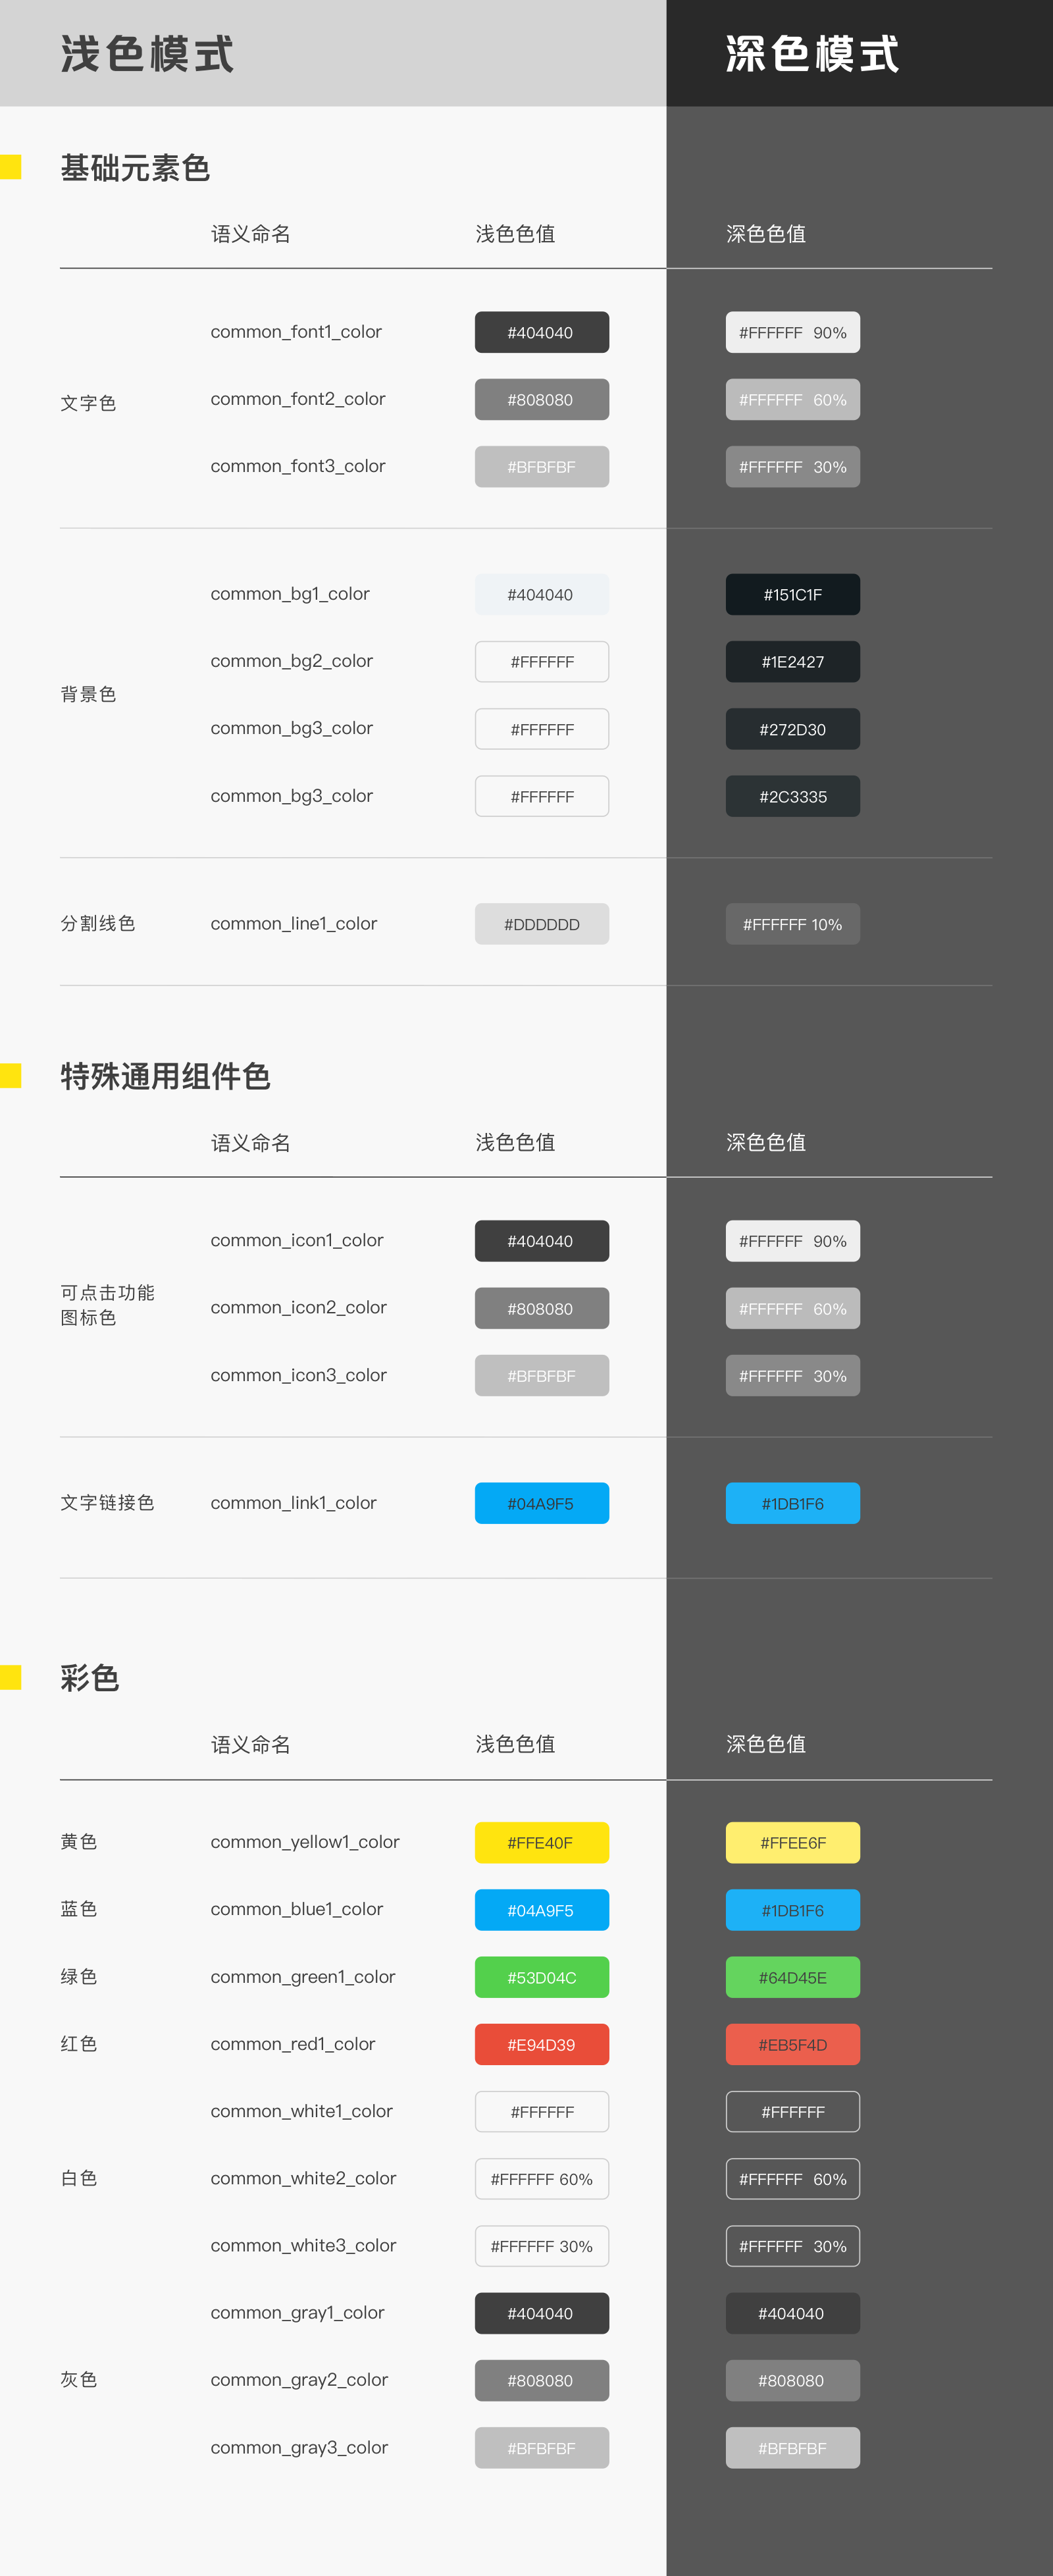 浅色模式 深色模式
基础元素色
语义命名 浅色色值 深色色值
common_font1_color #404040 #FFFFFF 90%
文字色 common_font2_color #808080 #FFFFFF 60%
common_font3_color #BFBFBF #FFFFFF 30%
common_bg1_color #404040 #151C1F
common_bg2_color #FFFFFF #1E2427
背景色
common_bg3_color #FFFFFF #272D30
common_bg3_color #FFFFFF #2C3335
分割线色 common_line1_color #DDDDDD #FFFFFF 10%
特殊通用组件色
语义命名 浅色色值 深色色值
common_icon1_color #404040 #FFFFFF 90%
可点击功能
图标色
common_icon2_color #808080 #FFFFFF 60%
common_icon3_color #BFBFBF #FFFFFF 30%
文字链接色 common_link1_color #04A9F5 #1DB1F6
彩色
语义命名 浅色色值 深色色值
黄色 common_yellow1_color #FFE40F #FFEE6F
蓝色 common_blue1_color #04A9F5 #1DB1F6
绿色 common_green1_color #53D04C #64D45E
红色 common_red1_color #E94D39 #EB5F4D
common_white1_color #FFFFFF #FFFFFF
白色 common_white2_color #FFFFFF 60% #FFFFFF 60%
common_white3_color #FFFFFF 30% #FFFFFF 30%
common_gray1_color #404040 #404040
灰色 common_gray2_color #808080 #808080
common_gray3_color #BFBFBF #BFBFBF